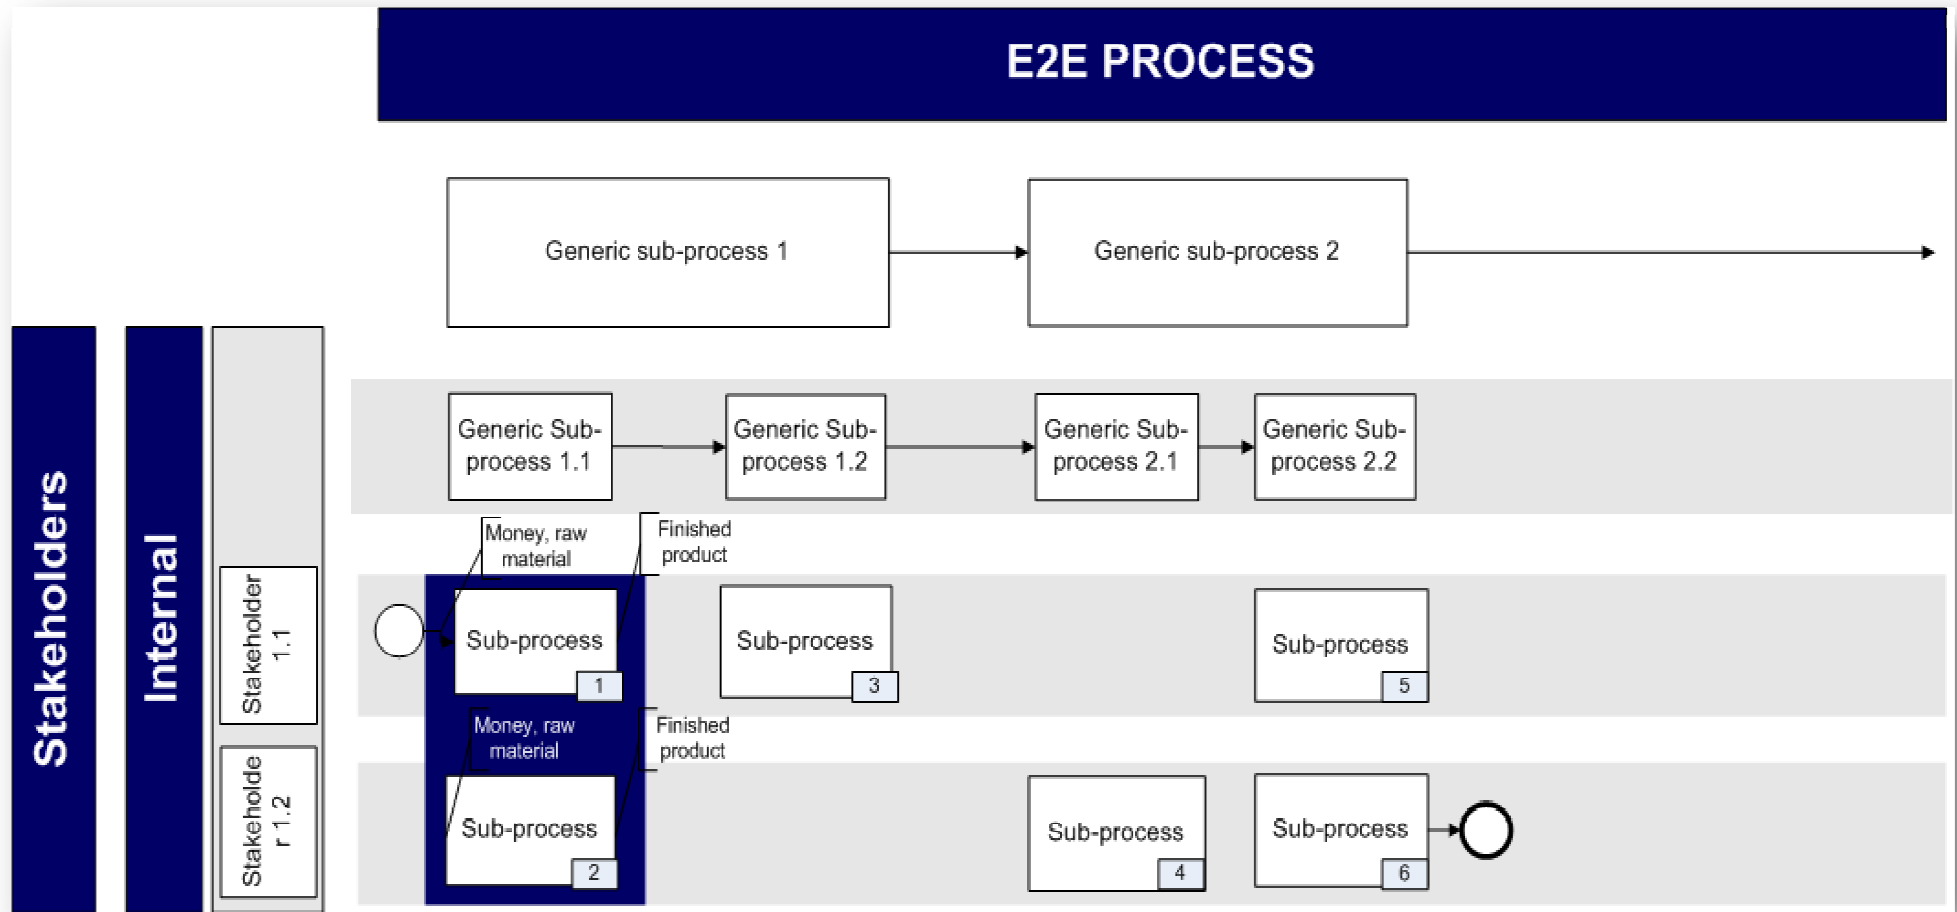 E2E PROCESS
Generic sub-process 1
Generic sub-process 2
Stakeholders
Internal
Generic Sub-
process 1.1
Generic Sub-
process 1.2
Generic Sub-
process 2.1
Generic Sub-
process 2.2
Money, raw
material
Finished
product
Stakeholder
1.1
Sub-process
1
Sub-process
3
Sub-process
5
Money, raw
material
Finished
product
Stakeholde
r 1.2
Sub-process
2
Sub-process
4
Sub-process
6